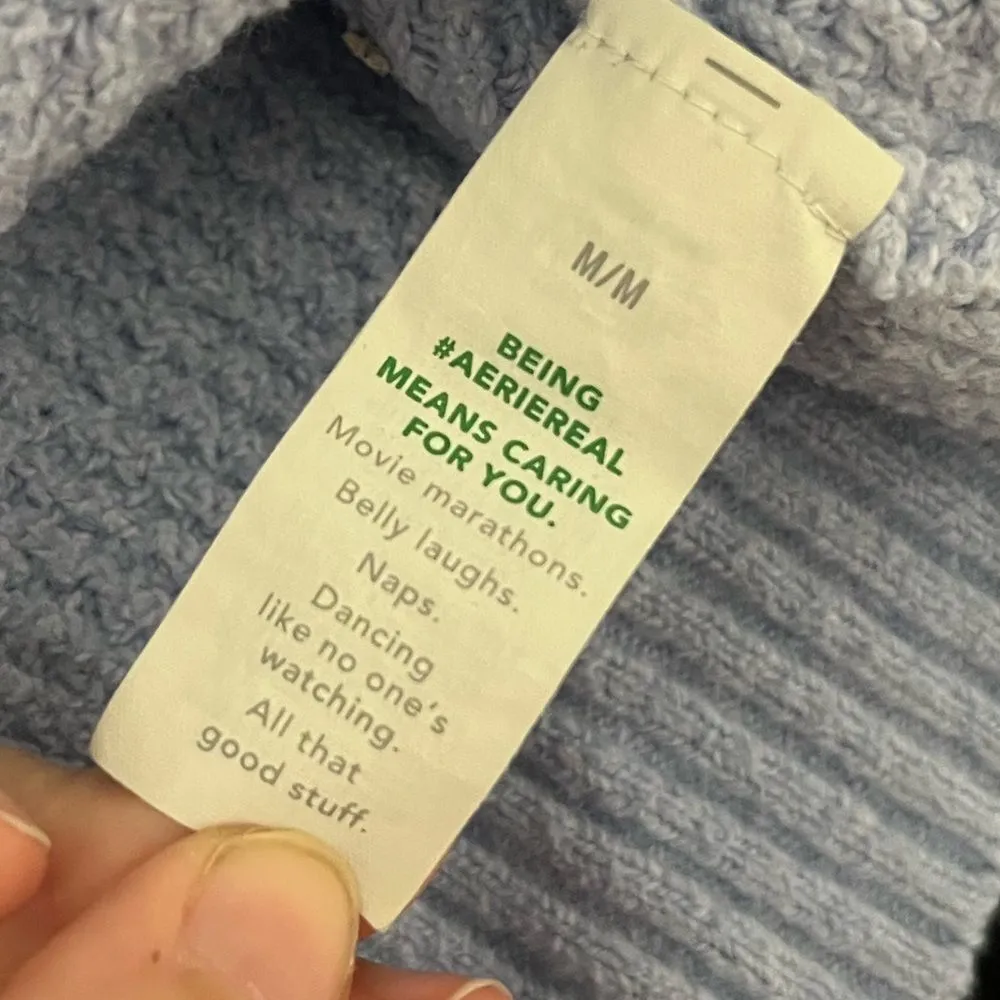 M/M
BEING
#AERIEREAL
MEANS CARING
FOR YOU.
Movie marathons.
Belly laughs.
Naps.
Dancing
like no one's
watching.
All that
good stuff.